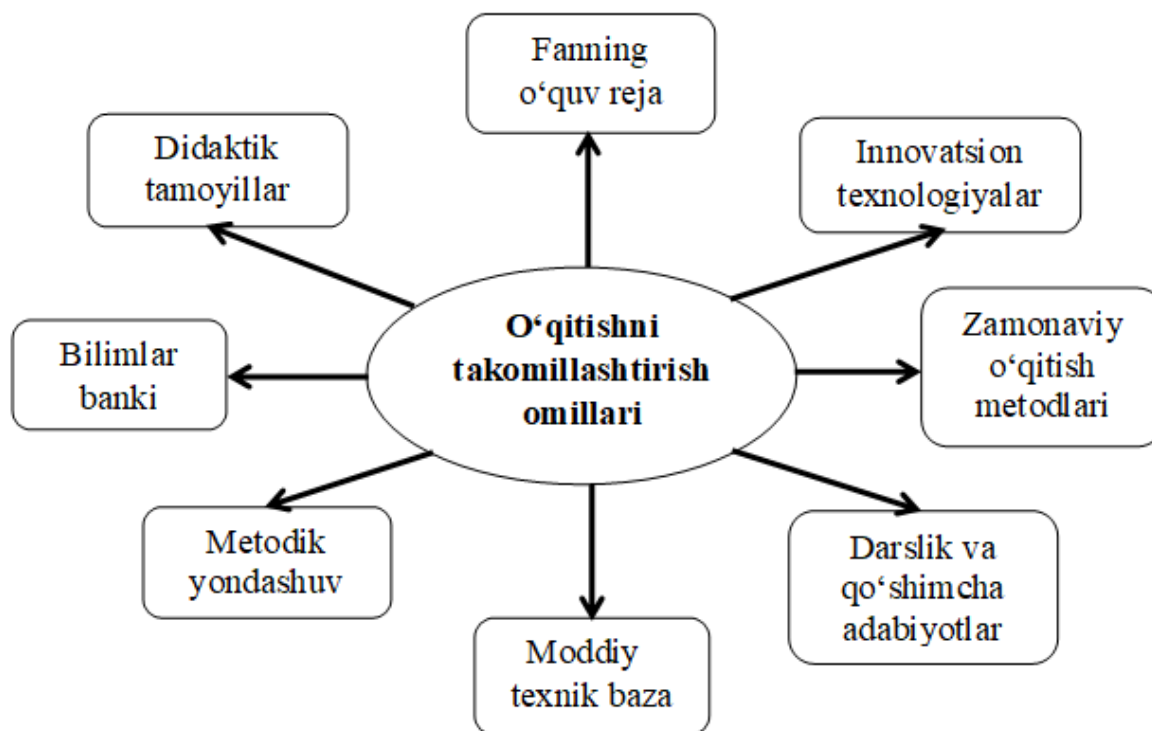 Fanning
o‘quv reja
Didaktik
tamoyillar
Innovatsion
texnologiyalar
O‘qitishni
takomillashtirish
omillari
Bilimlar
banki
Zamonaviy
o‘qitish
metodlari
Metodik
yondashuv
Moddiy
texnik baza
Darslik va
qo‘shimcha
adabiyotlar